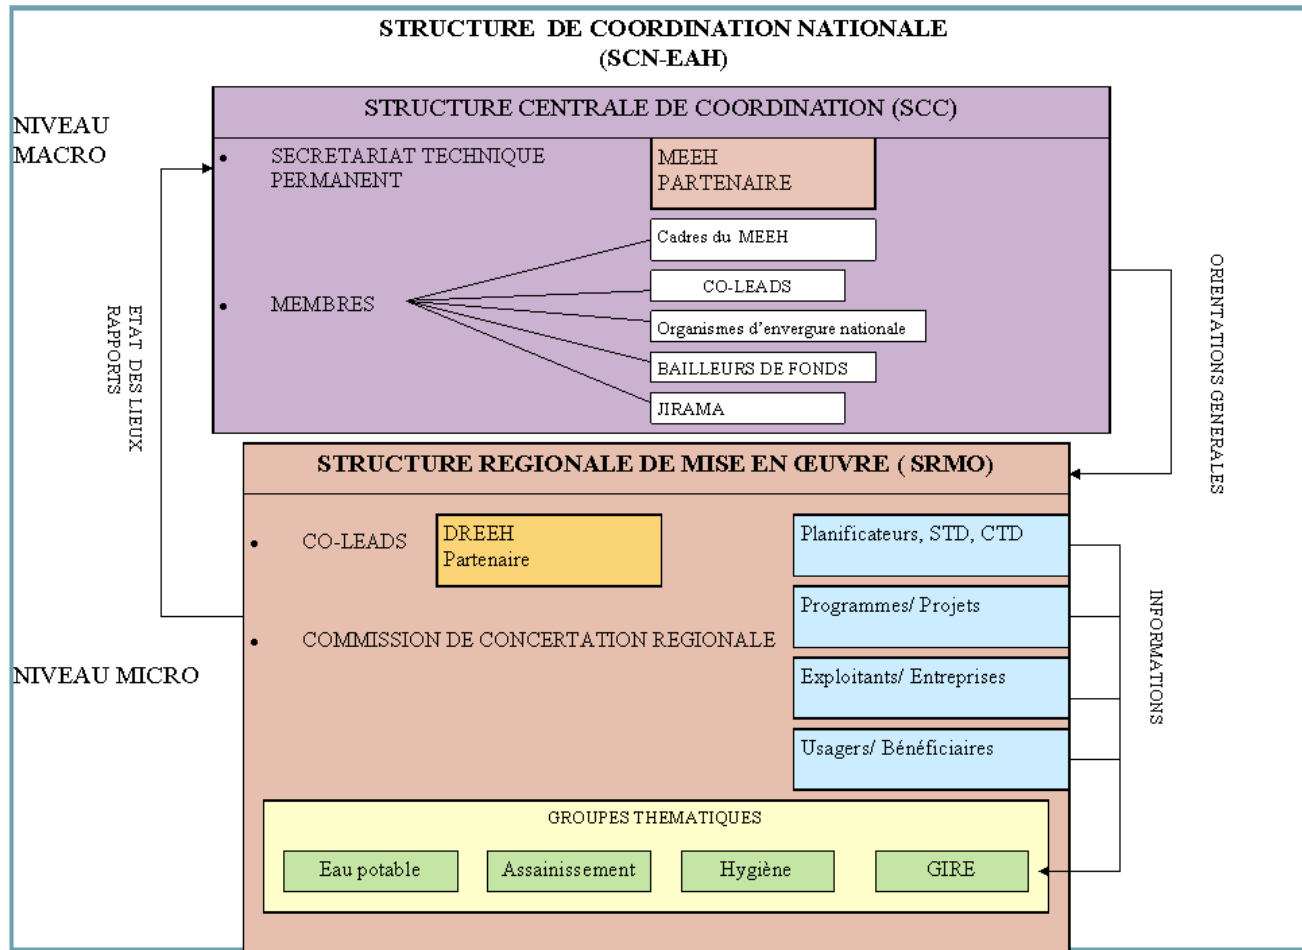 STRUCTURE DE COORDINATION NATIONALE
(SCN-EAH)
STRUCTURE CENTRALE DE COORDINATION (SCC)
NIVEAU
MACRO
• SECRETARIAT TECHNIQUE
PERMANENT
MEEH
PARTENAIRE
Cadres du MEEH
CO-LEADS
• MEMBRES
Organismes d'envergure nationale
BAILLEURS DE FONDS
JIRAMA
ETAT DES LIEUX
RAPPORTS
ORIENTATIONS GENERALES
STRUCTURE REGIONALE DE MISE EN ŒUVRE ( SRMO)
• CO-LEADS
DREEH
Partenaire
Planificateurs, STD, CTD
Programmes/ Projets
• COMMISSION DE CONCERTATION REGIONALE
NIVEAU MICRO
Exploitants/ Entreprises
Usagers/ Bénéficiaires
INFORMATIONS
GROUPES THEMATIQUES
Eau potable
Assainissement
Hygiène
GIRE